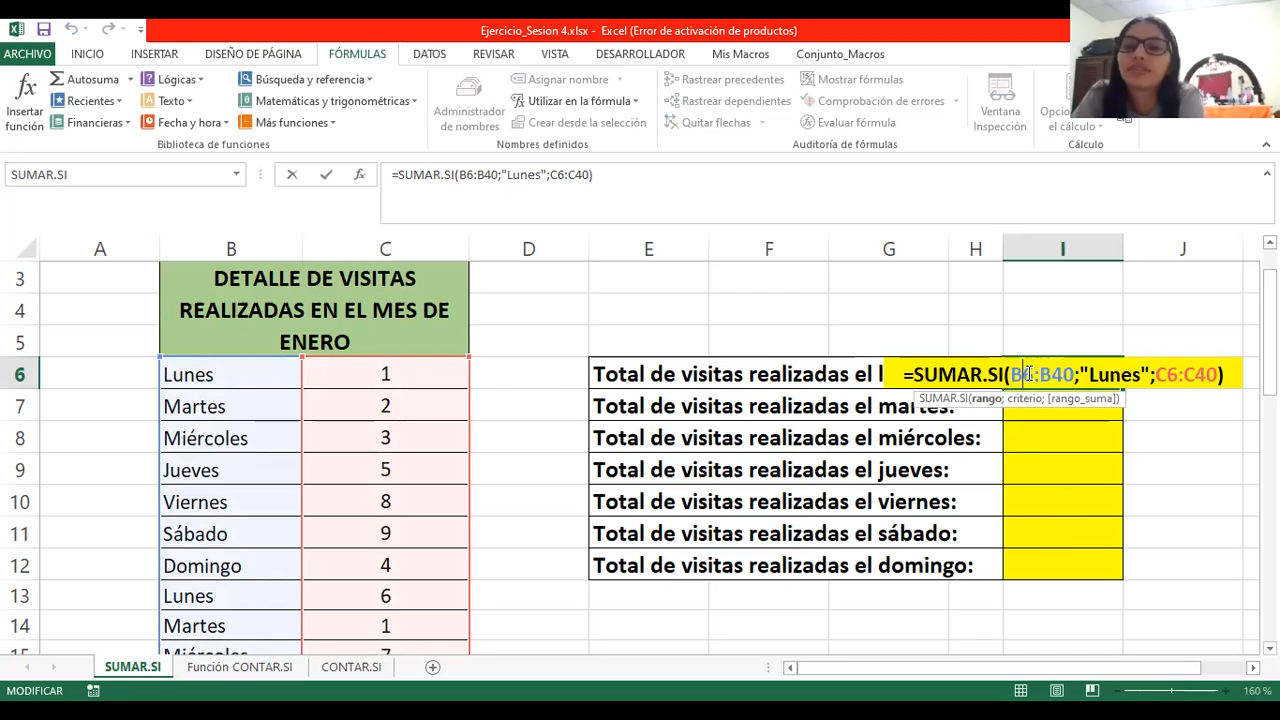 Ejercicio_Sesion 4.xlsx - Excel (Error de activación de productos)
ARCHIVO INICIO INSERTAR DISEÑO DE PÁGINA FÓRMULAS DATOS REVISAR VISTA DESARROLLADOR Mis Macros Conjunto_Macros
fx Insertar función
Autosuma Lógicas Búsqueda y referencia
Recientes Texto Matemáticas y trigonométricas
Financieras Fecha y hora Más funciones
Biblioteca de funciones
Administrador de nombres
Asignar nombre
Utilizar en la fórmula
Crear desde la selección
Nombres definidos
Rastrear precedentes Mostrar fórmulas
Rastrear dependientes Comprobación de errores
Quitar flechas Evaluar fórmula
Auditoría de fórmulas
Ventana Inspección
el cálculo
Cálculo
SUMAR.SI fx =SUMAR.SI(B6:B40;"Lunes";C6:C40)
A B C D E F G H I J
3 DETALLE DE VISITAS
4 REALIZADAS EN EL MES DE
5 ENERO
6 Lunes 1 Total de visitas realizadas el l =SUMAR.SI(B6:B40;"Lunes";C6:C40)
SUMAR.SI(rango; criterio; [rango_suma])
7 Martes 2 Total de visitas realizadas el martes:
8 Miércoles 3 Total de visitas realizadas el miércoles:
9 Jueves 5 Total de visitas realizadas el jueves:
10 Viernes 8 Total de visitas realizadas el viernes:
11 Sábado 9 Total de visitas realizadas el sábado:
12 Domingo 4 Total de visitas realizadas el domingo:
13 Lunes 6
14 Martes 1
15 Miércoles 7
SUMAR.SI Función CONTAR.SI CONTAR.SI
MODIFICAR 160 %